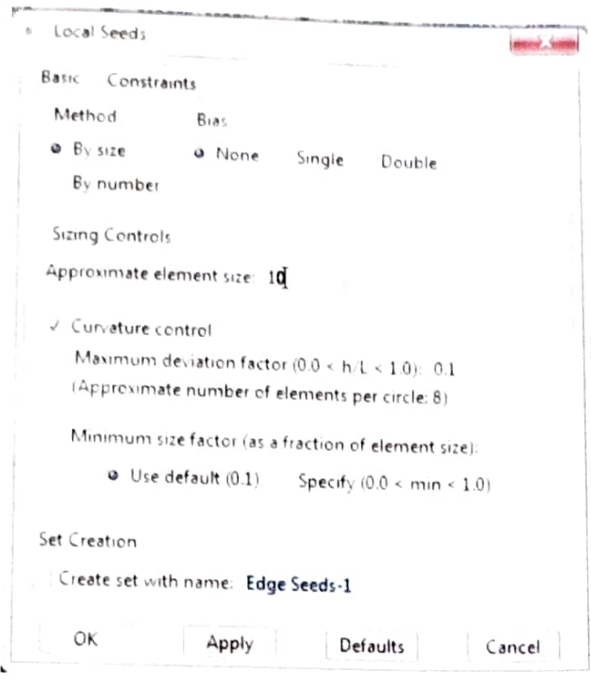 Local Seeds
Basic Constraints
Method Bias
By size None Single Double
By number
Sizing Controls
Approximate element size: 10
✓ Curvature control
Maximum deviation factor (0.0 < h/L < 1.0): 0.1
(Approximate number of elements per circle: 8)
Minimum size factor (as a fraction of element size):
Use default (0.1) Specify (0.0 < min < 1.0)
Set Creation
Create set with name: Edge Seeds-1
OK Apply Defaults Cancel